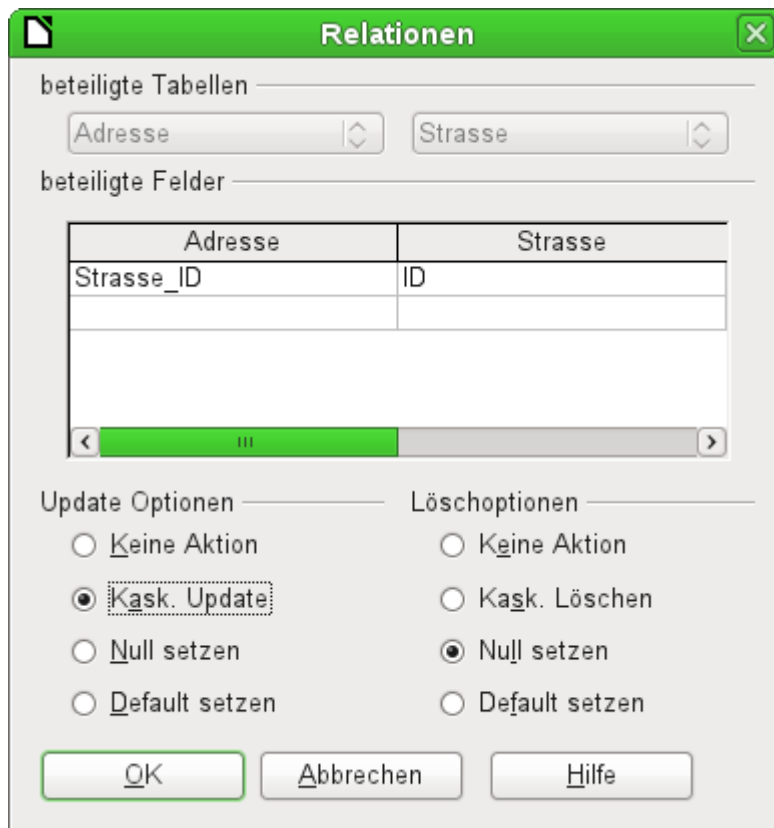 Relationen
beteiligte Tabellen
Adresse Strasse
beteiligte Felder
Adresse Strasse
Strasse_ID ID
Update Optionen Löschoptionen
Keine Aktion Keine Aktion
Kask. Update Kask. Löschen
Null setzen Null setzen
Default setzen Default setzen
OK Abbrechen Hilfe